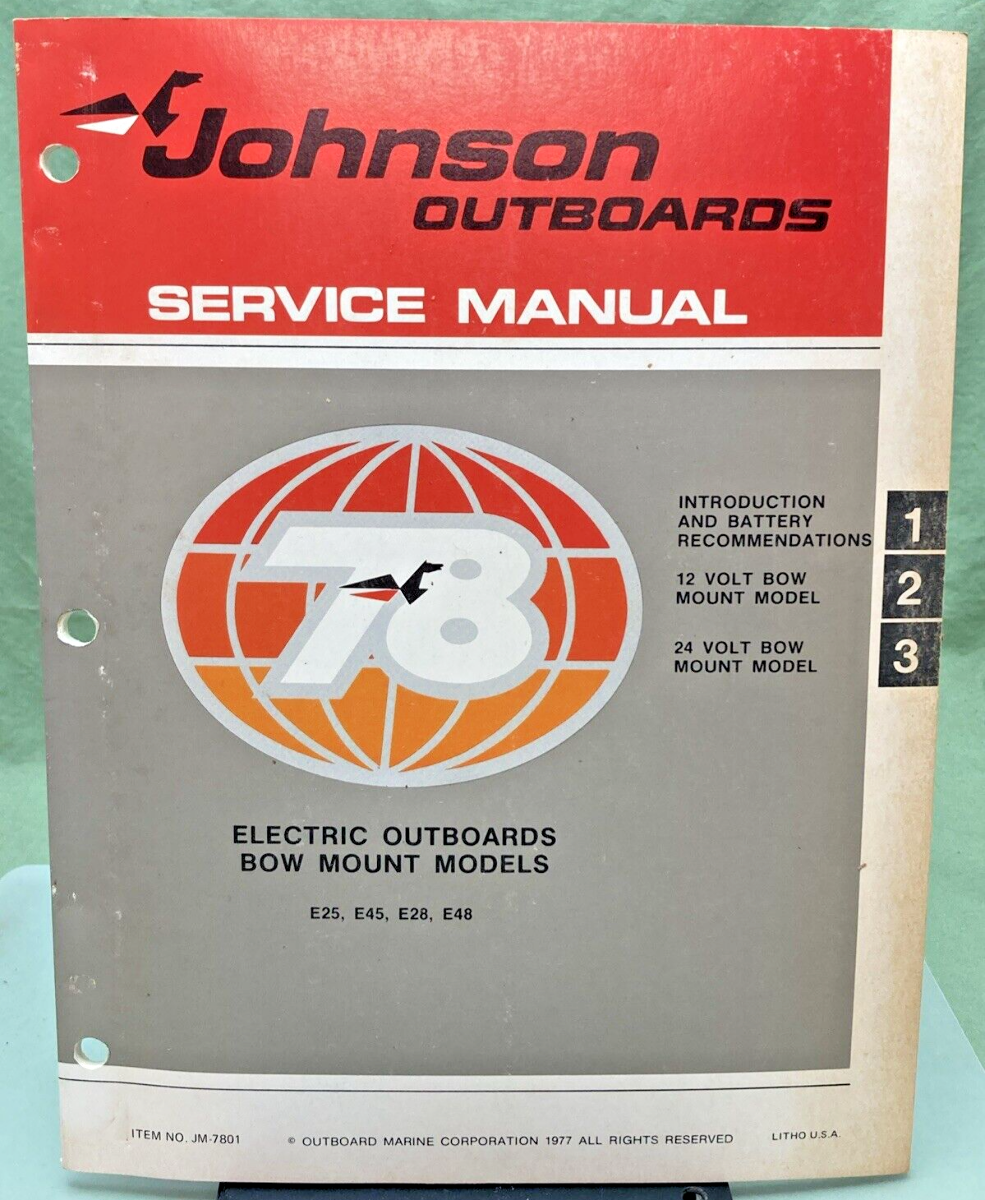 Johnson
OUTBOARDS
SERVICE MANUAL
78
INTRODUCTION
AND BATTERY
RECOMMENDATIONS
1
12 VOLT BOW
MOUNT MODEL
2
24 VOLT BOW
MOUNT MODEL
3
ELECTRIC OUTBOARDS
BOW MOUNT MODELS
E25, E45, E28, E48
ITEM NO. JM-7801
© OUTBOARD MARINE CORPORATION 1977 ALL RIGHTS RESERVED
LITHO U.S.A.